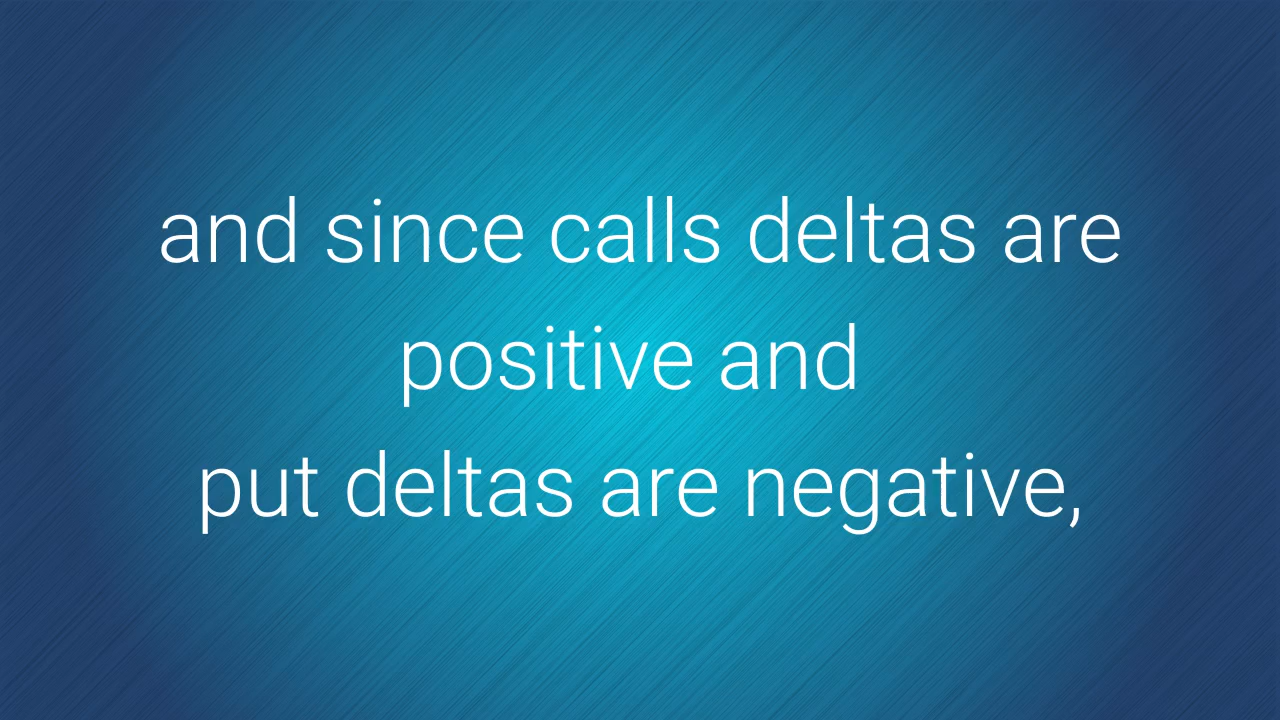 and since calls deltas are
positive and
put deltas are negative,